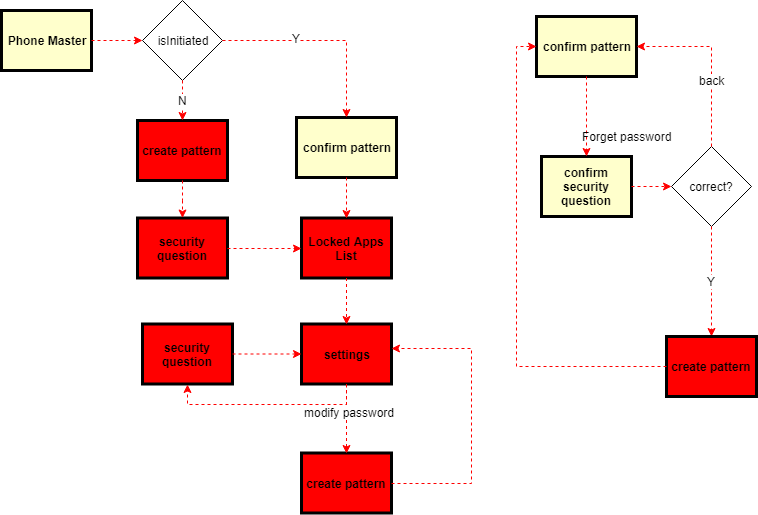 Phone Master
isInitiated
Y
N
create pattern
confirm pattern
security
question
Locked Apps
List
security
question
settings
modify password
create pattern
confirm pattern
back
Forget password
confirm
security
question
correct?
Y
create pattern